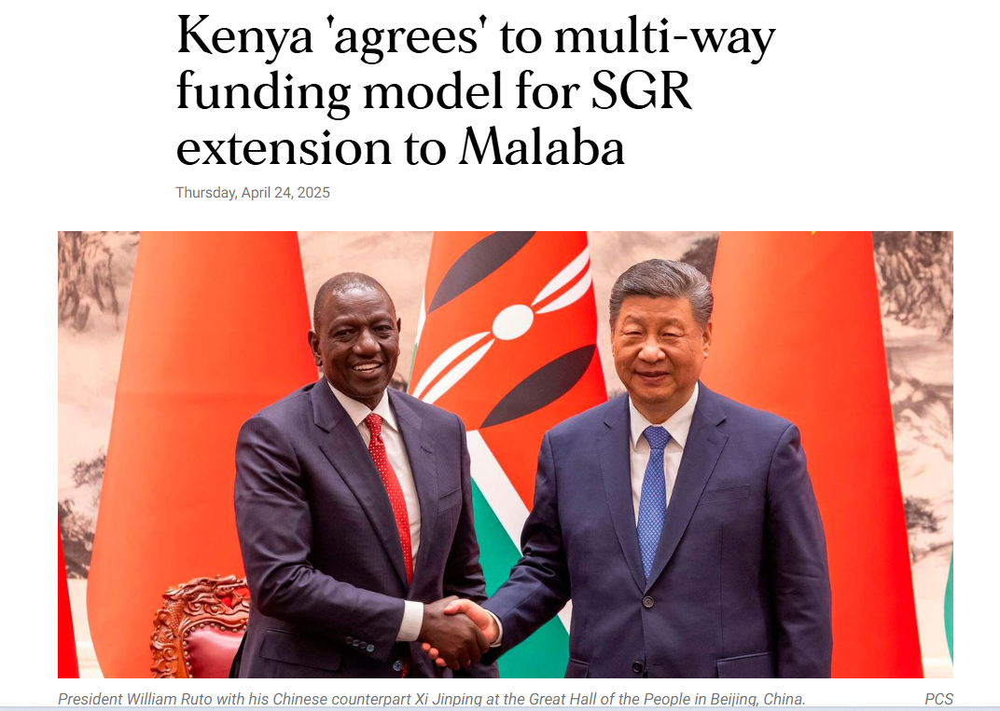 Kenya 'agrees' to multi-way
funding model for SGR
extension to Malaba
Thursday, April 24, 2025
President William Ruto with his Chinese counterpart Xi Jinping at the Great Hall of the People in Beijing, China.
PCS